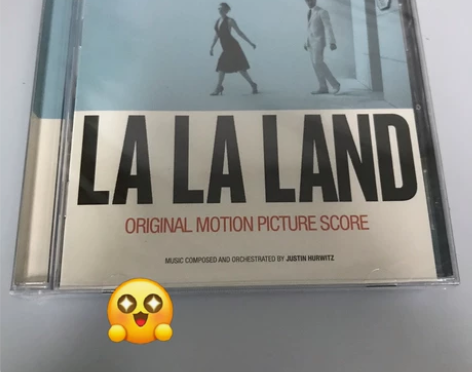 LA LA LAND
ORIGINAL MOTION PICTURE SCORE
MUSIC COMPOSED AND ORCHESTRATED BY JUSTIN HURWITZ